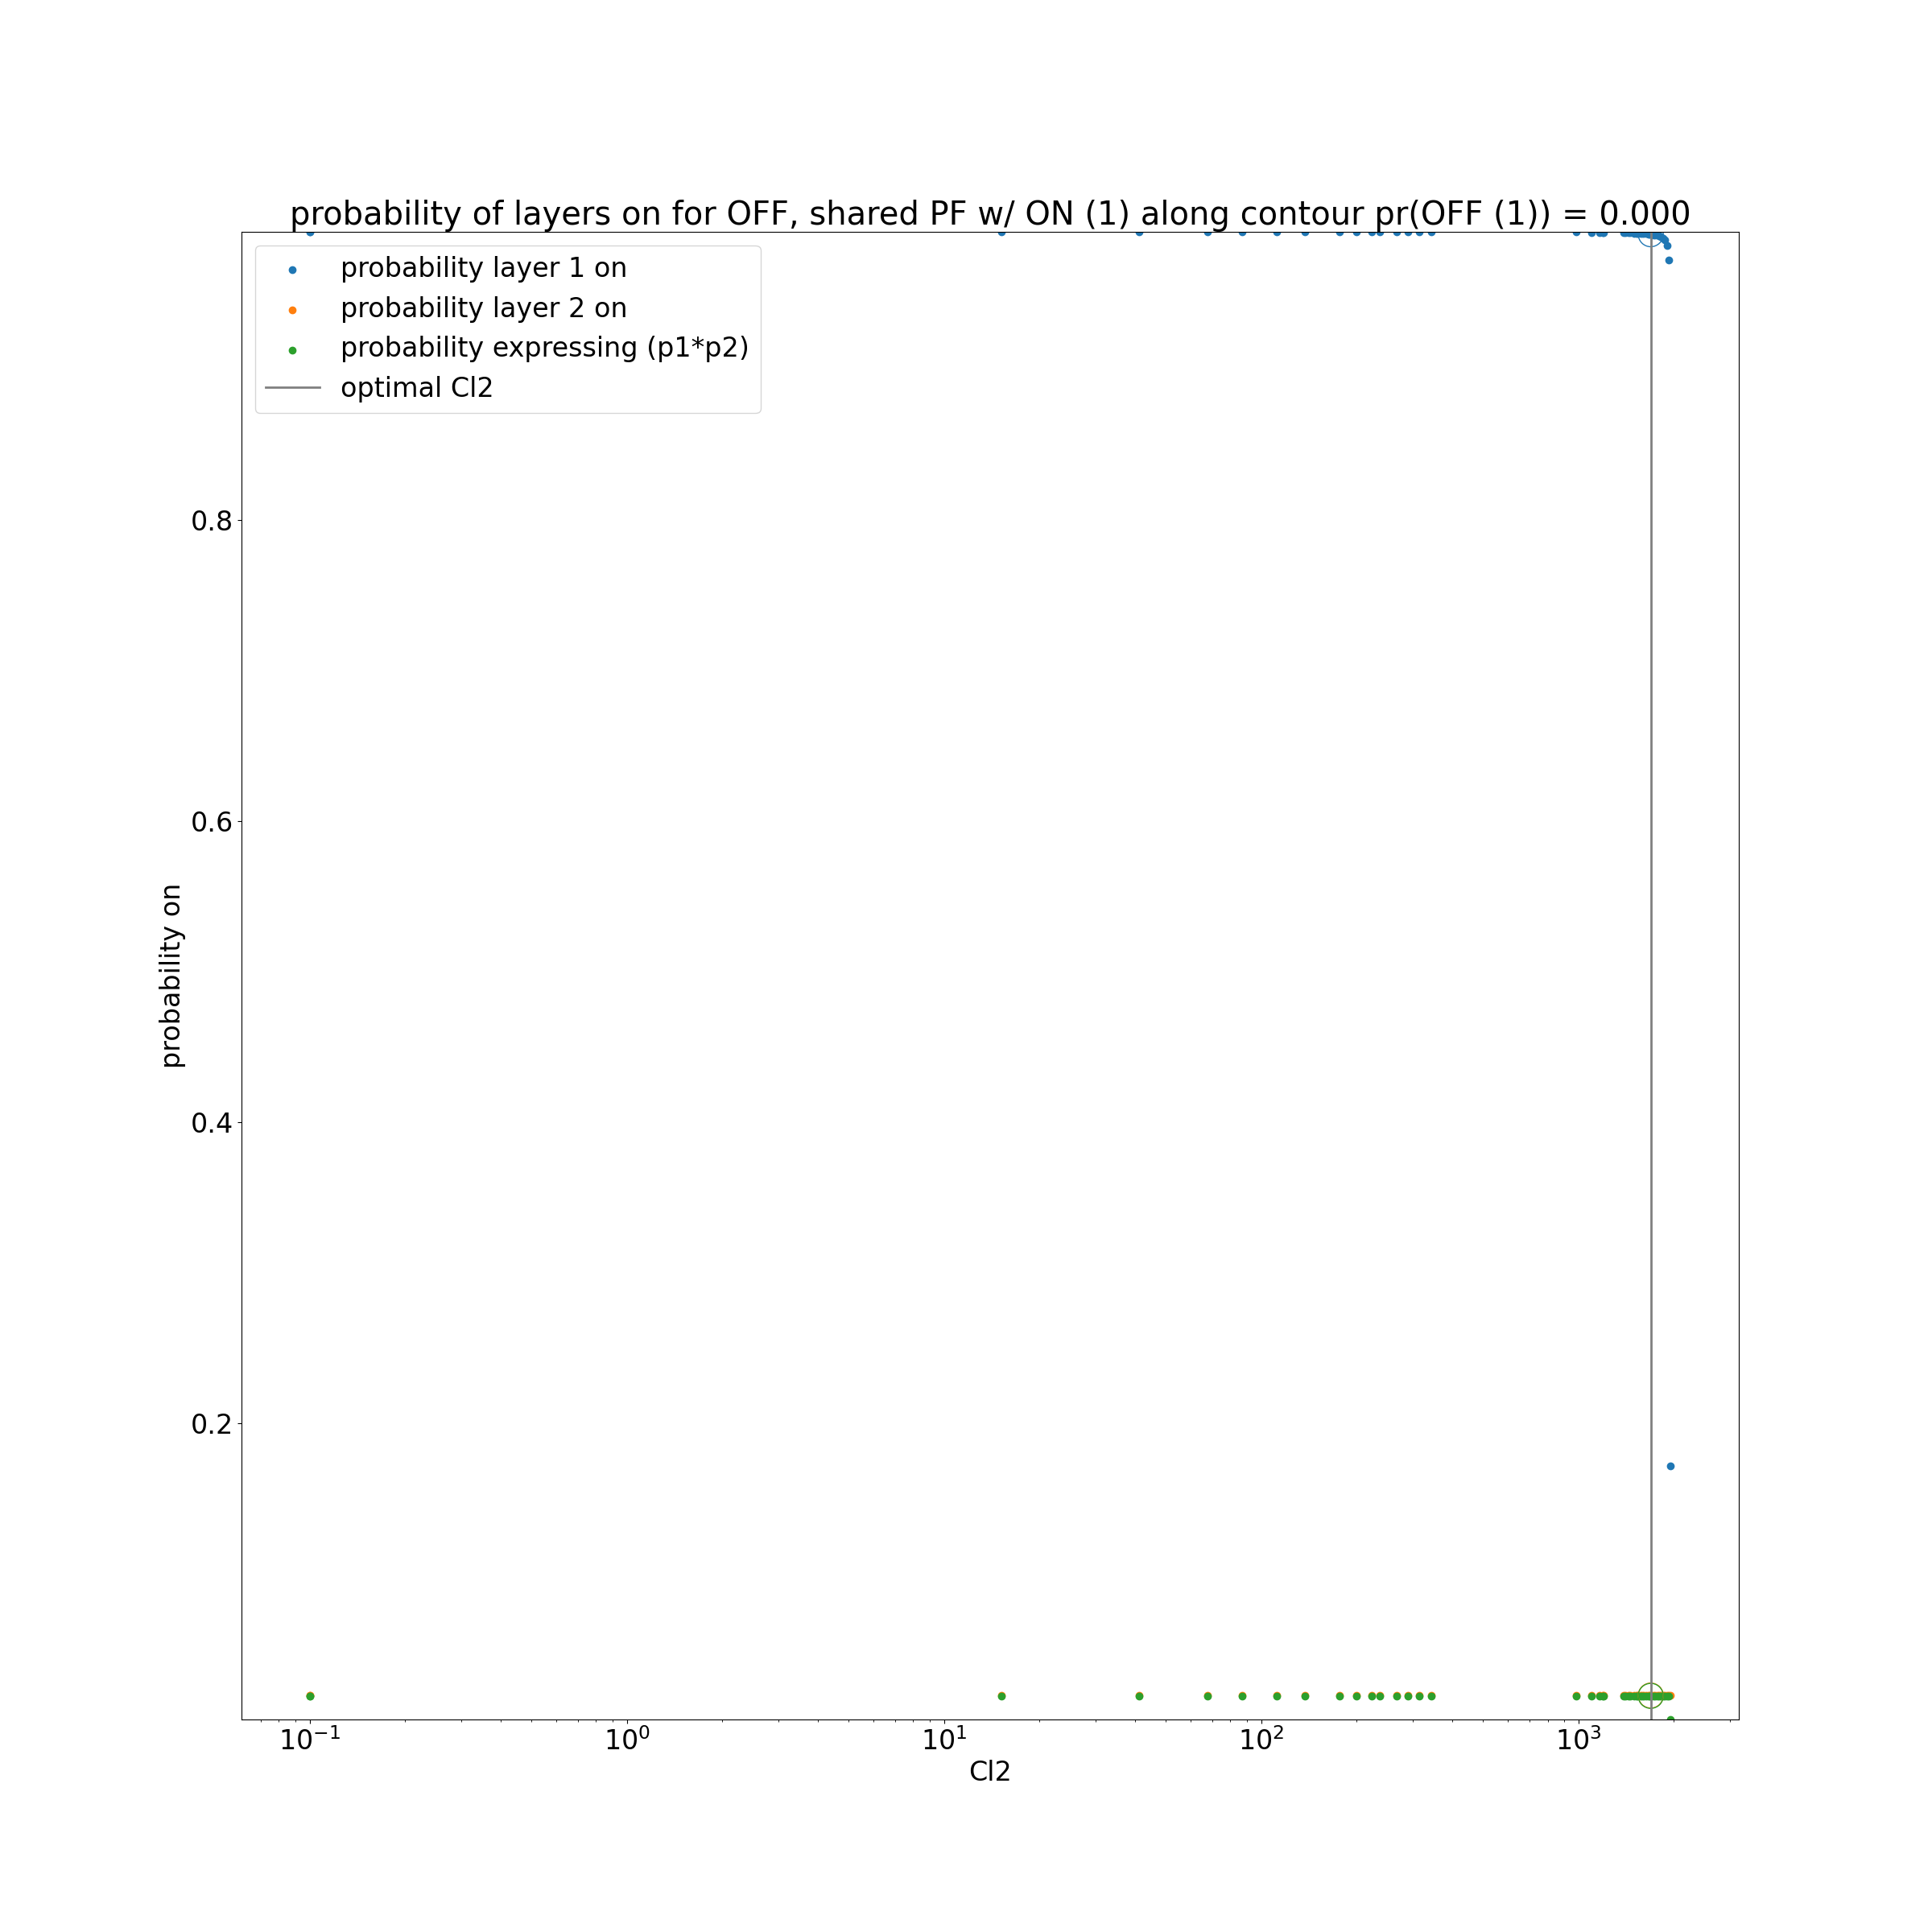 probability of layers on for OFF, shared PF w/ ON (1) along contour pr(OFF (1)) = 0.000
probability layer 1 on
probability layer 2 on
probability expressing (p1*p2)
optimal Cl2
probability on
0.8
0.6
0.4
0.2
10⁻¹ 10⁰ 10¹ 10² 10³
Cl2